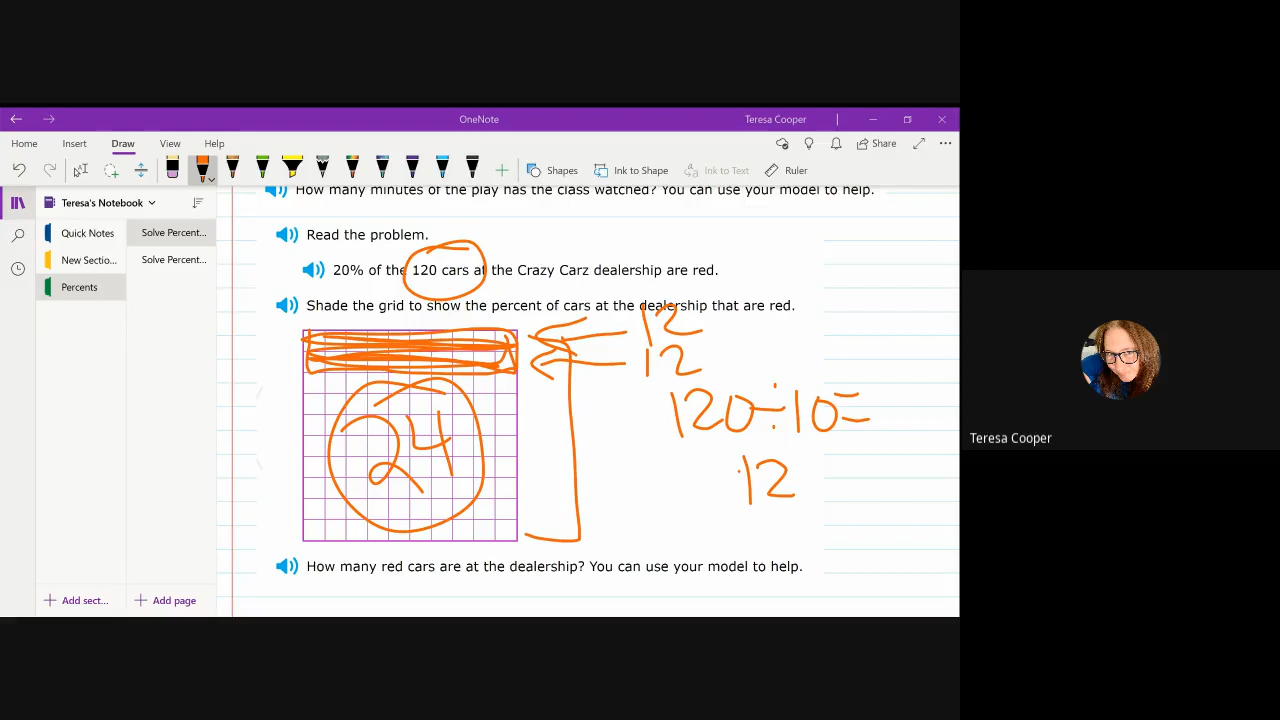 OneNote
Teresa Cooper
Home Insert Draw View Help
Share
Shapes Ink to Shape Ink to Text Ruler
Teresa's Notebook
Quick Notes
New Sectio...
Percents
Solve Percent...
Solve Percent...
How many minutes of the play has the class watched? You can use your model to help.
Read the problem.
20% of the 120 cars at the Crazy Carz dealership are red.
Shade the grid to show the percent of cars at the dealership that are red.
12
12
120÷10=
12
24
How many red cars are at the dealership? You can use your model to help.
Add sect...
Add page
Teresa Cooper